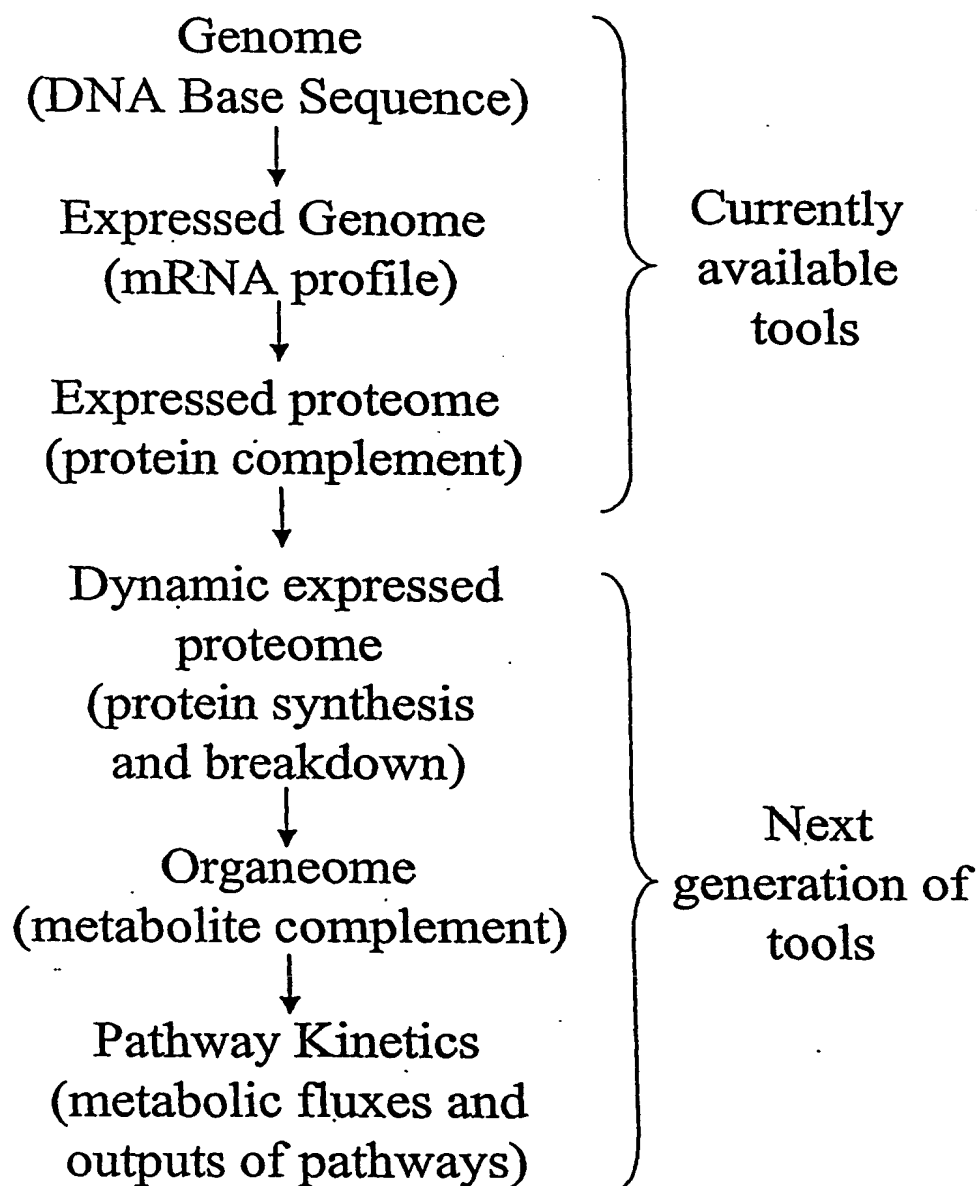 Genome
(DNA Base Sequence)
Expressed Genome
(mRNA profile)
Expressed proteome
(protein complement)
Dynamic expressed
proteome
(protein synthesis
and breakdown)
Organeome
(metabolite complement)
Pathway Kinetics
(metabolic fluxes and
outputs of pathways)
Currently
available
tools
Next
generation of
tools